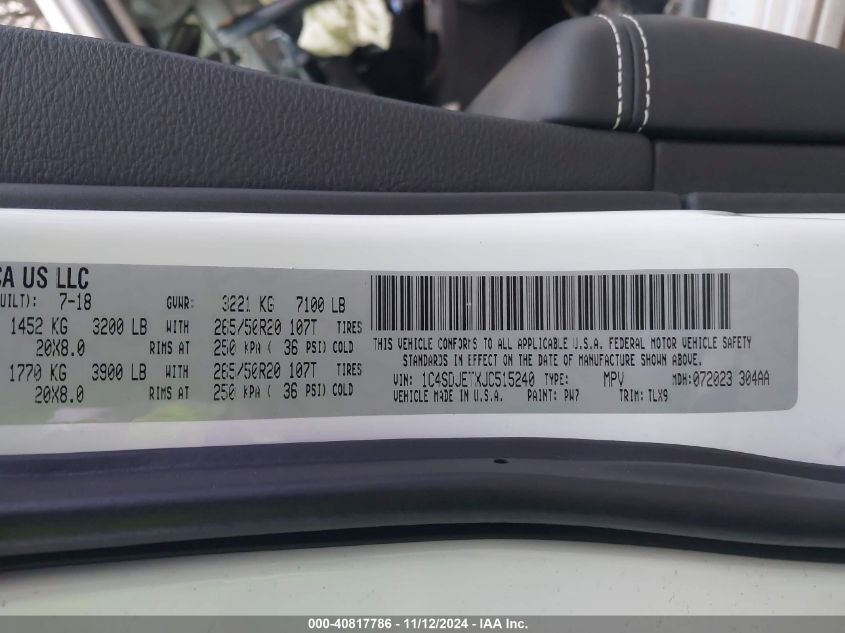 CA US LLC
UILT): 7-18 GVWR: 3221 KG 7100 LB
1452 KG 3200 LB WITH 265/50R20 107T TIRES
20X8.0 RIMS AT 250 KPA ( 36 PSI) COLD
1770 KG 3900 LB WITH 265/50R20 107T TIRES
20X8.0 RIMS AT 250 KPA ( 36 PSI) COLD
THIS VEHICLE CONFORMS TO ALL APPLICABLE U.S.A. FEDERAL MOTOR VEHICLE SAFETY
STANDARDS IN EFFECT ON THE DATE OF MANUFACTURE SHOWN ABOVE.
VIN: 1C4SDJETXJC515240 TYPE: MPV MDH:072023 304AA
VEHICLE MADE IN U.S.A. PAINT: PW7 TRIM: TLX9
000-40817786 - 11/12/2024 - IAA Inc.